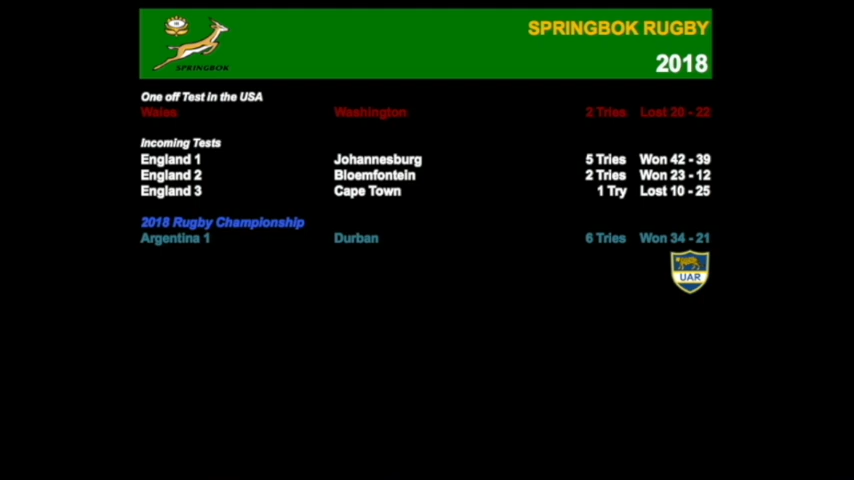 SPRINGBOK
SPRINGBOK RUGBY
2018
One off Test in the USA
Wales Washington 2 Tries Lost 20 - 22
Incoming Tests
England 1 Johannesburg 5 Tries Won 42 - 39
England 2 Bloemfontein 2 Tries Won 23 - 12
England 3 Cape Town 1 Try Lost 10 - 25
2018 Rugby Championship
Argentina 1 Durban 6 Tries Won 34 - 21
UAR